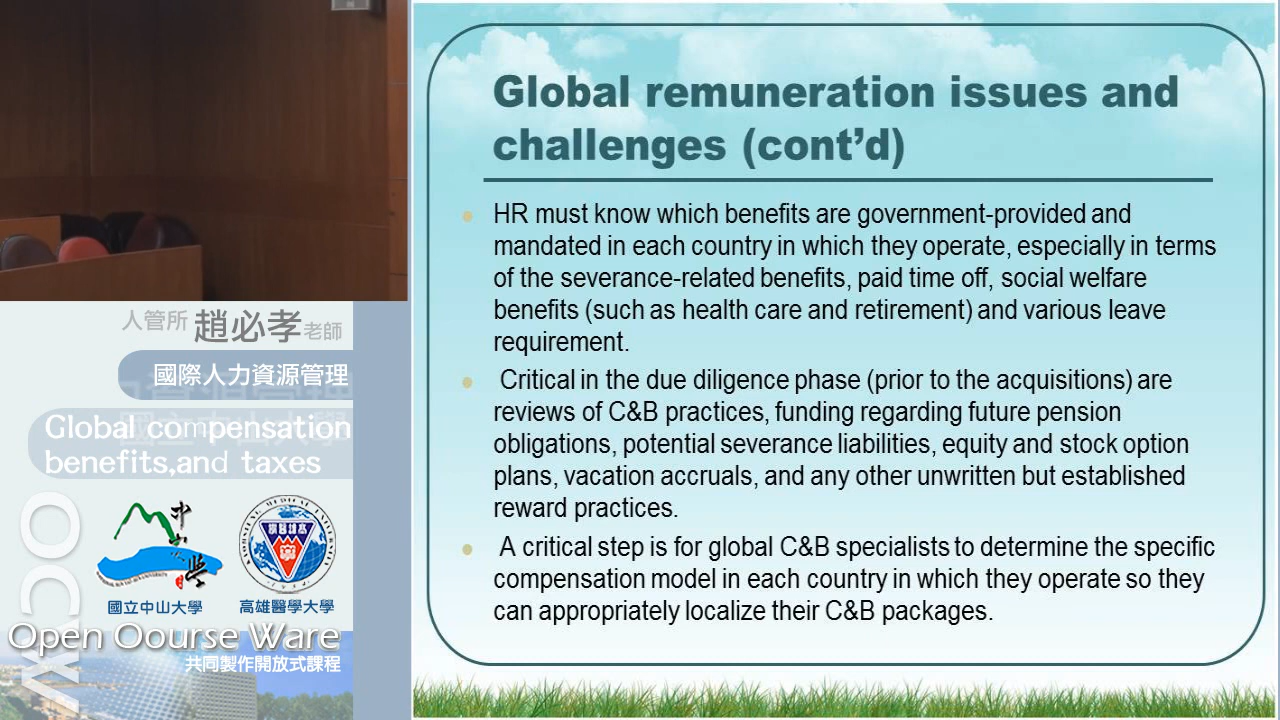 Global remuneration issues and
challenges (cont'd)
HR must know which benefits are government-provided and
mandated in each country in which they operate, especially in terms
of the severance-related benefits, paid time off, social welfare
benefits (such as health care and retirement) and various leave
requirement.
Critical in the due diligence phase (prior to the acquisitions) are
reviews of C&B practices, funding regarding future pension
obligations, potential severance liabilities, equity and stock option
plans, vacation accruals, and any other unwritten but established
reward practices.
A critical step is for global C&B specialists to determine the specific
compensation model in each country in which they operate so they
can appropriately localize their C&B packages.
人管所 趙必孝老師
國際人力資源管理
Global compensation
benefits,and taxes
國立中山大學
高雄醫學大學
Open Oourse Ware
共同製作開放式課程
OCW